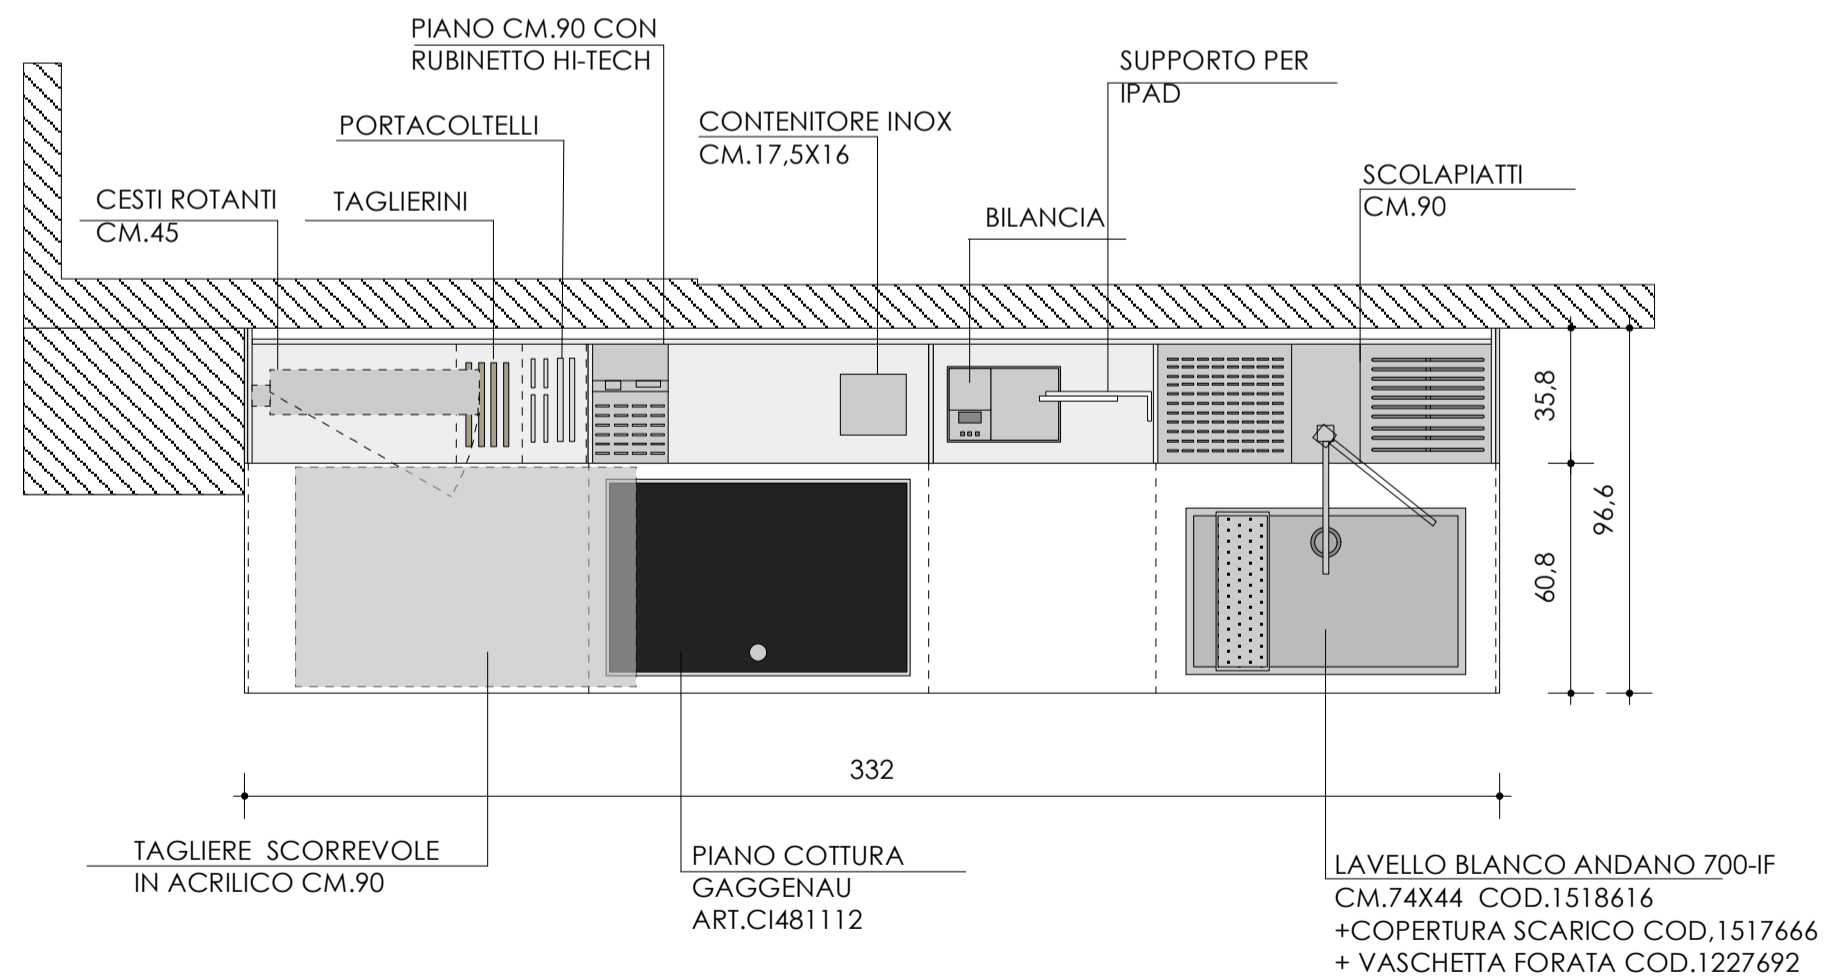 PIANO CM.90 CON
RUBINETTO HI-TECH
SUPPORTO PER
IPAD
PORTACOLTELLI
CONTENITORE INOX
CM.17,5X16
SCOLAPIATTI
CM.90
CESTI ROTANTI
CM.45
TAGLIERINI
BILANCIA
35,8
96,6
60,8
332
TAGLIERE SCORREVOLE
IN ACRILICO CM.90
PIANO COTTURA
GAGGENAU
ART.CI481112
LAVELLO BLANCO ANDANO 700-IF
CM.74X44 COD.1518616
+COPERTURA SCARICO COD,1517666
+ VASCHETTA FORATA COD.1227692